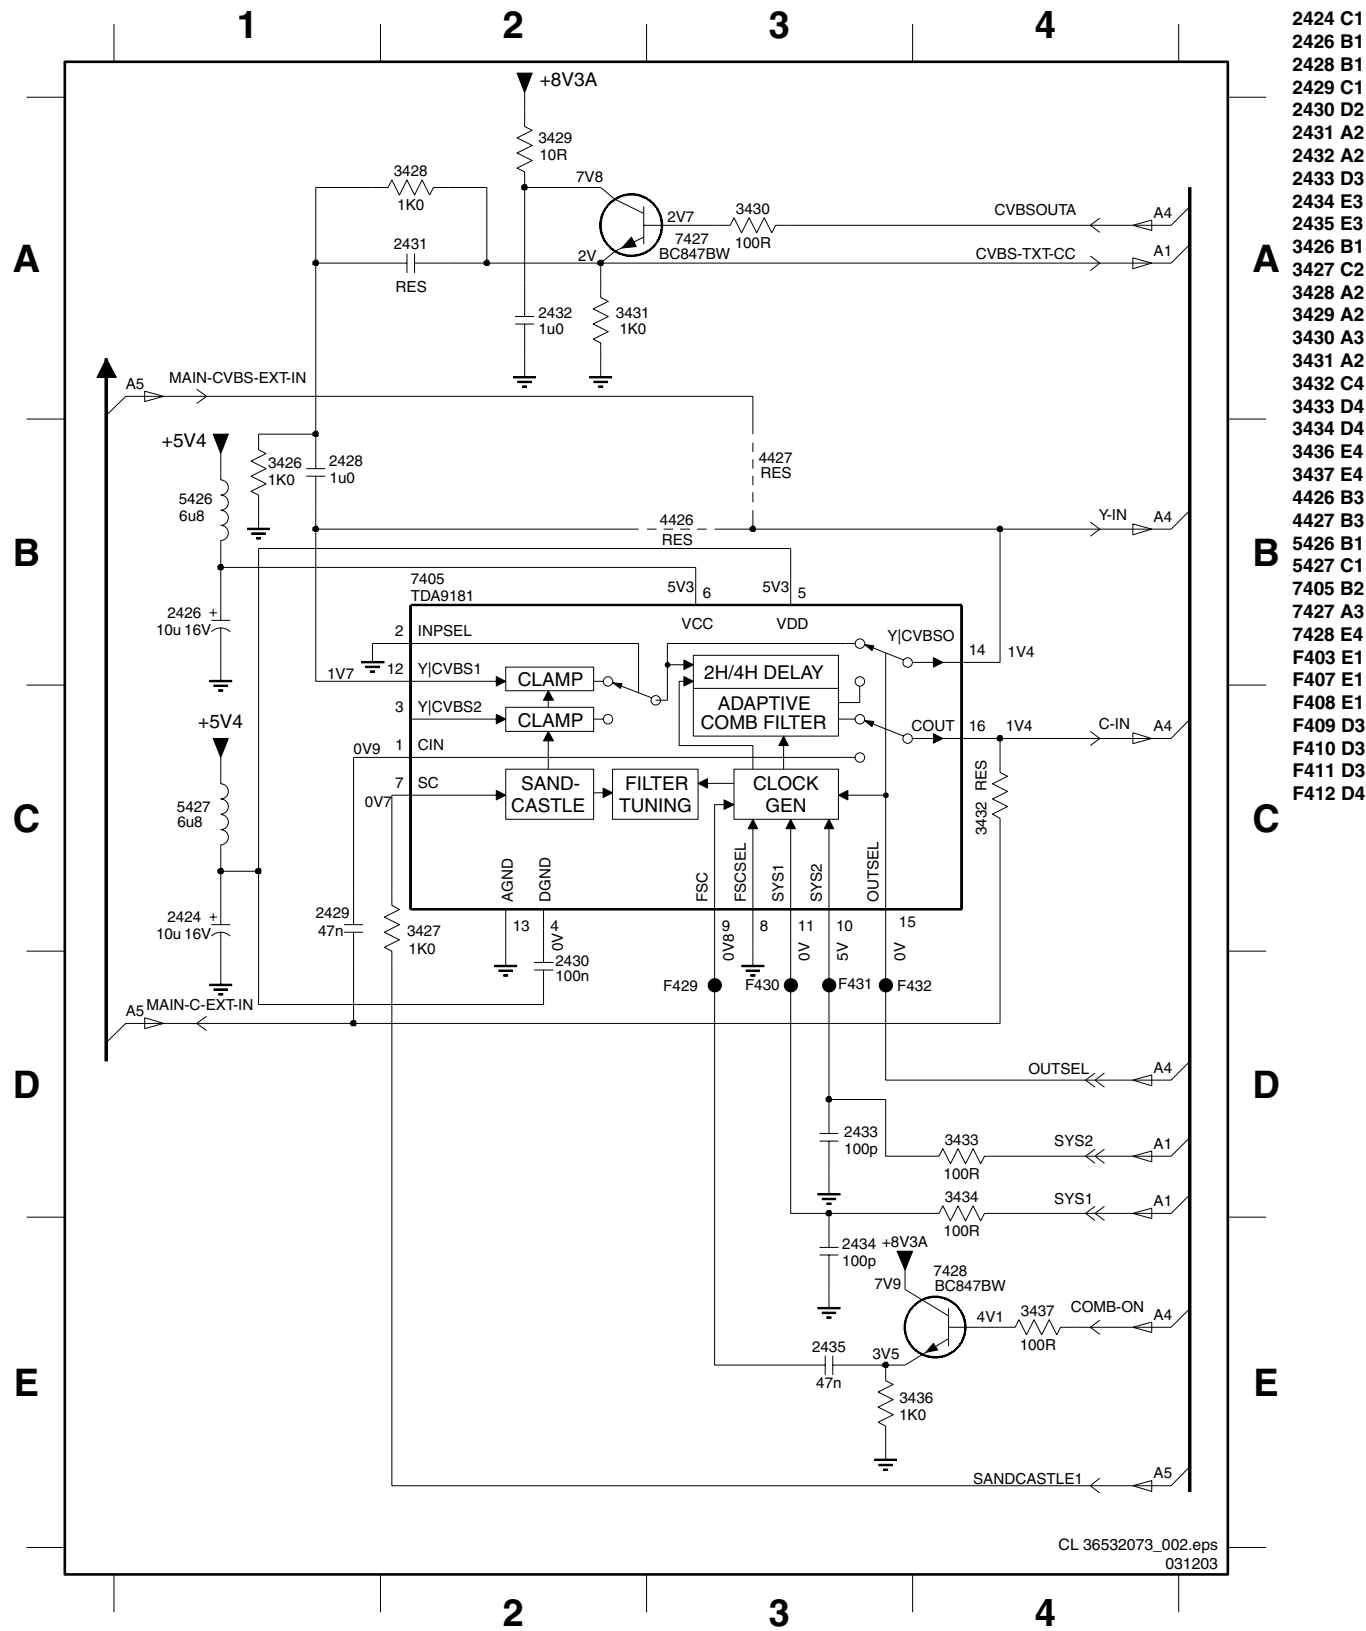 1 2 3 4
+8V3A
3429
10R
3428
1K0
7V8
2431
RES
2V7
7427
BC847BW
3430
100R
CVBSOUTA
A4
2V
CVBS-TXT-CC
A1
A
A
2432
1u0
3431
1K0
A5
MAIN-CVBS-EXT-IN
+5V4
3426
1K0
2428
1u0
4427
RES
5426
6u8
4426
RES
Y-IN
A4
B
B
7405
TDA9181
5V3
6
5V3
5
2426
10u 16V
+
2
INPSEL
VCC
VDD
Y|CVBSO
14
1V4
1V7
12
Y|CVBS1
CLAMP
2H/4H DELAY
3
Y|CVBS2
CLAMP
ADAPTIVE
COMB FILTER
COUT
16
1V4
C-IN
A4
+5V4
0V9
1
CIN
7
SC
0V7
SAND-
CASTLE
FILTER
TUNING
CLOCK
GEN
3432
RES
5427
6u8
C
C
AGND
DGND
FSC
FSCSEL
SYS1
SYS2
OUTSEL
2424
10u 16V
+
2429
47n
3427
1K0
13
4
0V
9
0V8
8
11
0V
10
5V
15
0V
2430
100n
F429
F430
F431
F432
A5
MAIN-C-EXT-IN
OUTSEL
A4
D
D
2433
100p
3433
100R
SYS2
A1
3434
100R
SYS1
A1
2434
100p
+8V3A
7V9
7428
BC847BW
4V1
3437
100R
COMB-ON
A4
2435
47n
3V5
E
E
3436
1K0
SANDCASTLE1
A5
CL 36532073_002.eps
031203
2 3 4
2424 C1
2426 B1
2428 B1
2429 C1
2430 D2
2431 A2
2432 A2
2433 D3
2434 E3
2435 E3
3426 B1
3427 C2
3428 A2
3429 A2
3430 A3
3431 A2
3432 C4
3433 D4
3434 D4
3436 E4
3437 E4
4426 B3
4427 B3
5426 B1
5427 C1
7405 B2
7427 A3
7428 E4
F403 E1
F407 E1
F408 E1
F409 D3
F410 D3
F411 D3
F412 D4